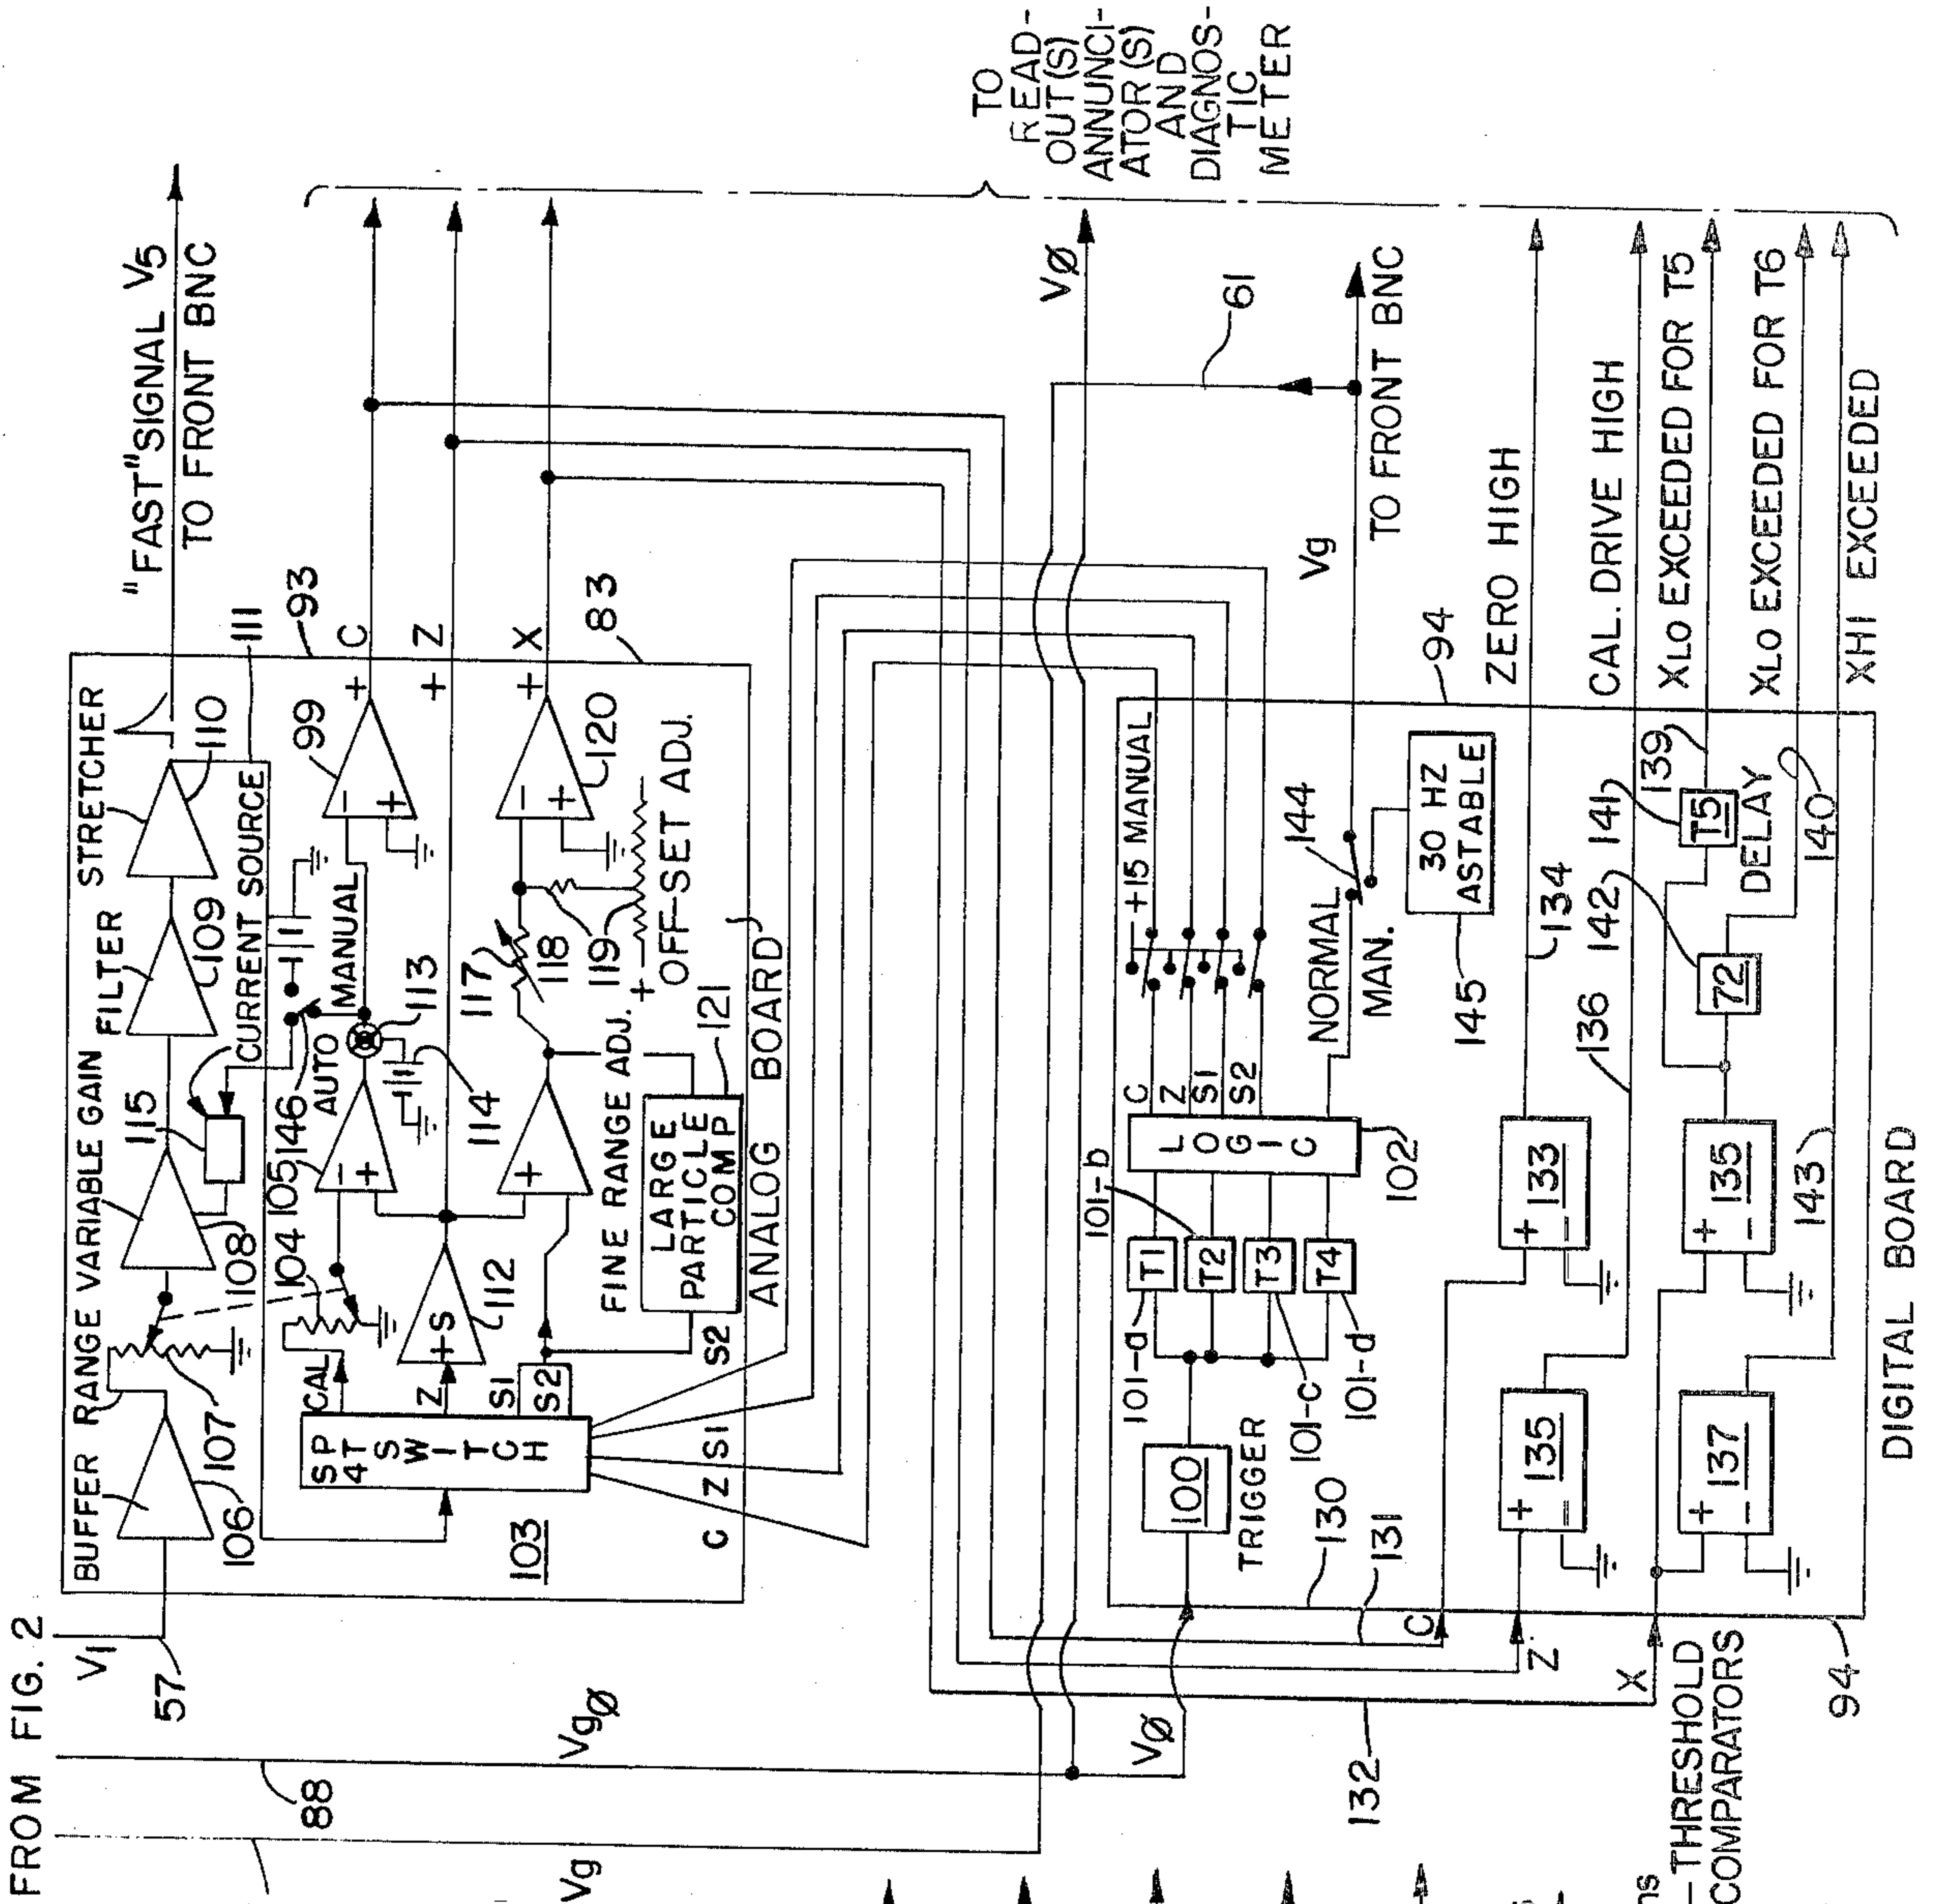 FROM FIG. 2
V1
57
88
Vgø
Vg
BUFFER
RANGE
VARIABLE GAIN
FILTER
STRETCHER
"FAST" SIGNAL V5
TO FRONT BNC
106
107
108
115
109
110
111
CURRENT SOURCE
93
83
104
105
146
AUTO
MANUAL
113
114
99
-
+
+
C
+
Z
+
X
CAL
Z
S1
S2
SP
4T
SWITCH
103
+S
112
-
+
+
117
118
119
120
-
+
+
-
OFF-SET ADJ.
FINE RANGE ADJ.
LARGE
PARTICLE
COMP
121
ANALOG BOARD
C
Z
S1
S2
TO
READ-
OUT(S)
ANNUNCI-
ATOR(S)
AND
DIAGNOS-
TIC
METER
Vø
61
Vg
TO FRONT BNC
94
+15 MANUAL
C
Z
S1
S2
LOGIC
102
101-b
T1
T2
T3
T4
101-a
101-c
101-d
100
TRIGGER
NORMAL
MAN.
144
30 HZ
ASTABLE
145
Vø
130
131
132
C
Z
X
133
+
-
134
135
+
-
136
135
+
-
137
+
-
143
72
142
T5
141
139
DELAY
140
ZERO HIGH
CAL. DRIVE HIGH
XLO EXCEEDED FOR T5
XLO EXCEEDED FOR T6
XHI EXCEEDED
DIGITAL BOARD
94
THRESHOLD
COMPARATORS
ns